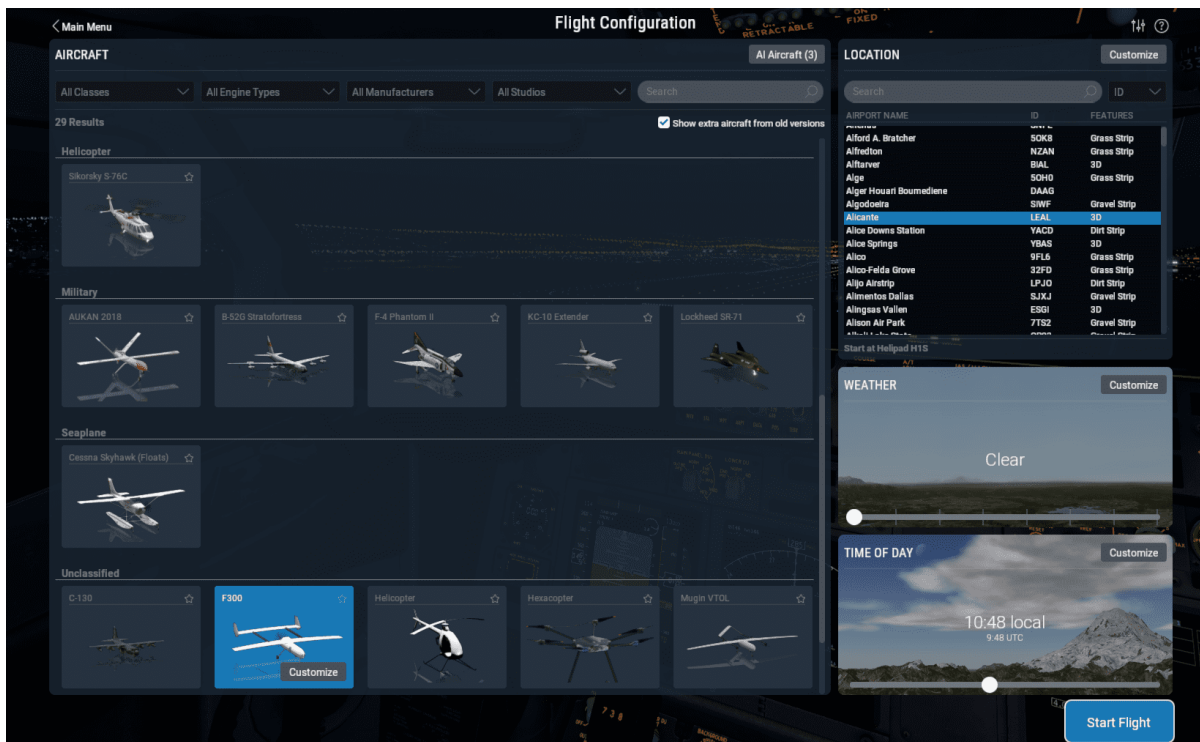 Main Menu
Flight Configuration
RETRACTABLE
ON
FIXED
AIRCRAFT
AI Aircraft (3)
All Classes
All Engine Types
All Manufacturers
All Studios
Search
29 Results
Show extra aircraft from old versions
Helicopter
Sikorsky S-76C
Military
AUKAN 2018
B-52G Stratofortress
F-4 Phantom II
KC-10 Extender
Lockheed SR-71
Seaplane
Cessna Skyhawk (Floats)
Unclassified
C-130
F300
Customize
Helicopter
Hexacopter
Mugin VTOL
LOCATION
Customize
Search
ID
AIRPORT NAME ID FEATURES
Alford A. Bratcher 5OK8 Grass Strip
Alfredton NZAN Grass Strip
Alftarver BIAL 3D
Alge 50H0 Grass Strip
Alger Houari Boumediene DAAG
Algodoeira SIWF Gravel Strip
Alicante LEAL 3D
Alice Downs Station YACD Dirt Strip
Alice Springs YBAS 3D
Alico 9FL6 Grass Strip
Alico-Felda Grove 32FD Grass Strip
Alijo Airstrip LPJO Dirt Strip
Alimentos Dallas SJXJ Gravel Strip
Alingsas Vallen ESGI 3D
Alison Air Park 7TS2 Gravel Strip
Start at Helipad H1S
WEATHER
Customize
Clear
TIME OF DAY
Customize
10:48 local
9:48 UTC
Start Flight
738